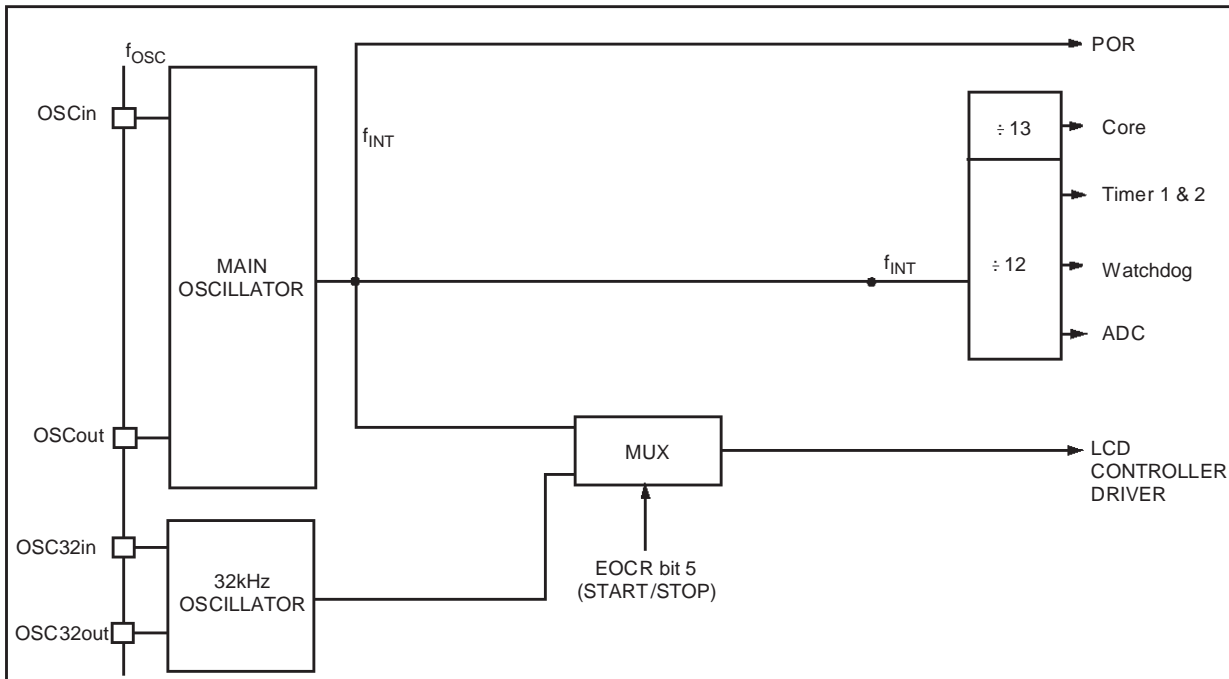 fOSC
POR
OSCin
÷ 13
Core
fINT
Timer 1 & 2
MAIN
OSCILLATOR
fINT
÷ 12
Watchdog
ADC
OSCout
MUX
LCD
CONTROLLER
DRIVER
OSC32in
32kHz
OSCILLATOR
EOCR bit 5
(START/STOP)
OSC32out